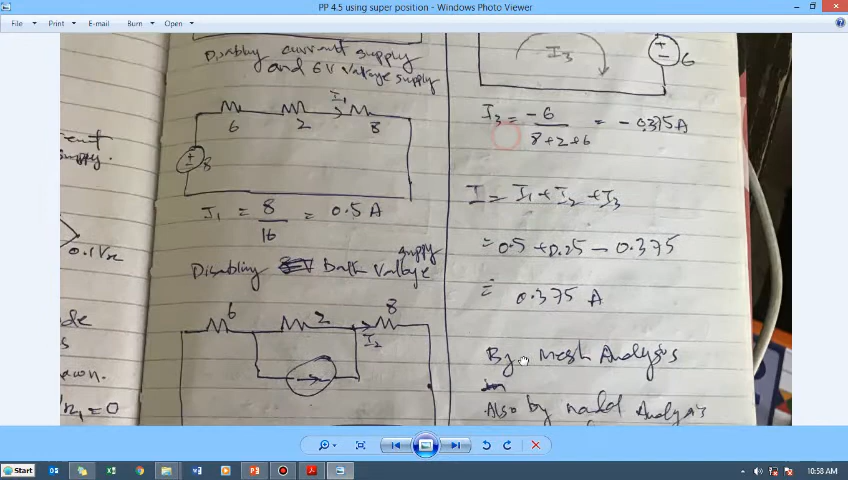 PP 4.5 using super position - Windows Photo Viewer
File Print E-mail Burn Open
Disabling current supply
and 6V voltage supply
I1
6 2 8
8
I1 = 8/16 = 0.5 A
Disabling Both Voltage supply
6 2 8
I2
0.1Vx
I3
6
I3 = -6/(8+2+6) = -0.375 A
I = I1 + I2 + I3
= 0.5 + 0.25 - 0.375
= 0.375 A
By Mesh Analysis
Also by nodal Analysis
Start
10:58 AM